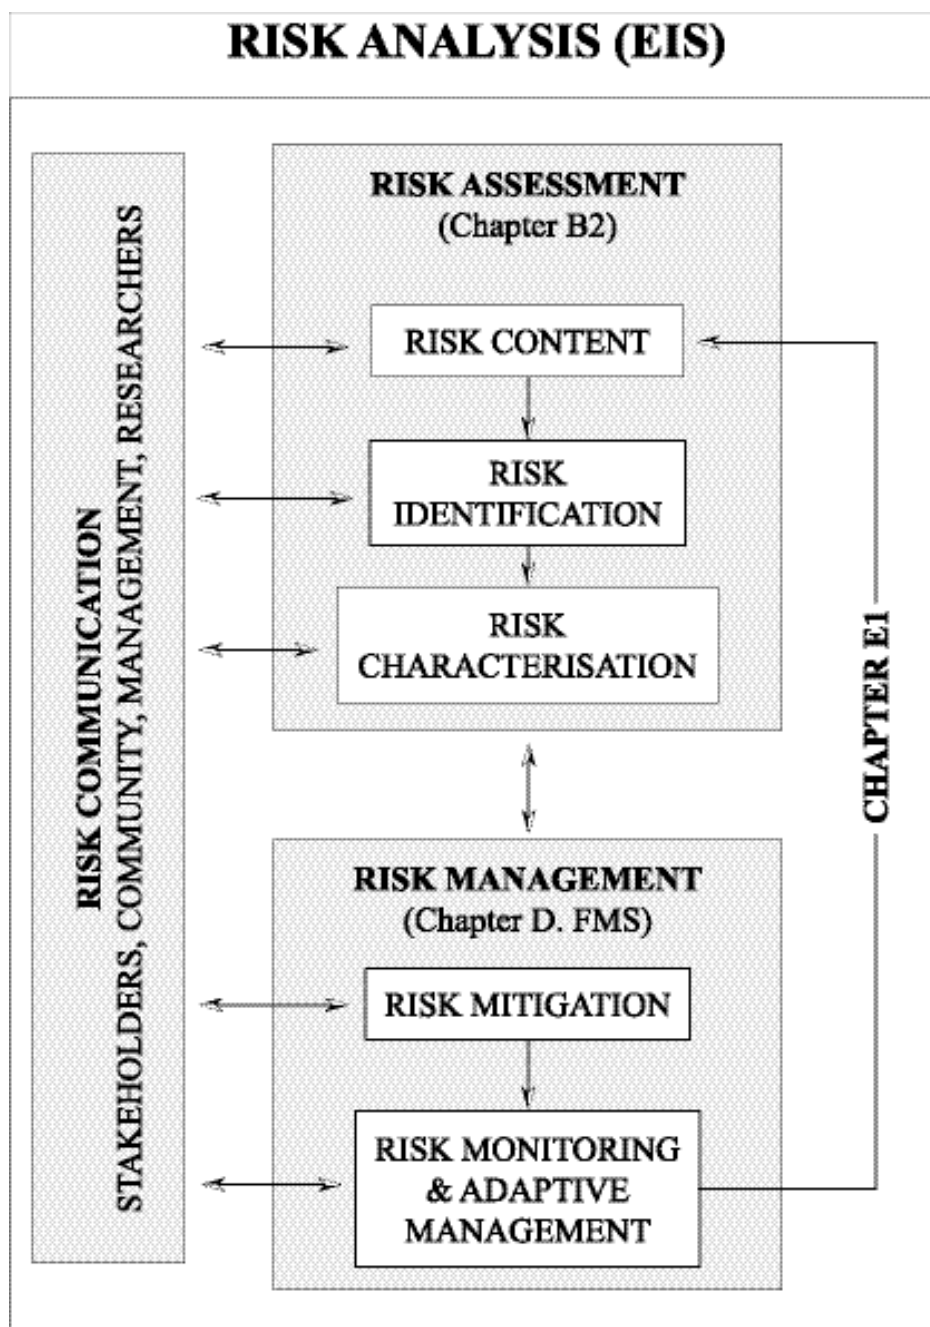 RISK ANALYSIS (EIS)
RISK COMMUNICATION
STAKEHOLDERS, COMMUNITY, MANAGEMENT, RESEARCHERS
RISK ASSESSMENT
(Chapter B2)
RISK CONTENT
RISK
IDENTIFICATION
RISK
CHARACTERISATION
CHAPTER E1
RISK MANAGEMENT
(Chapter D. FMS)
RISK MITIGATION
RISK MONITORING
& ADAPTIVE
MANAGEMENT